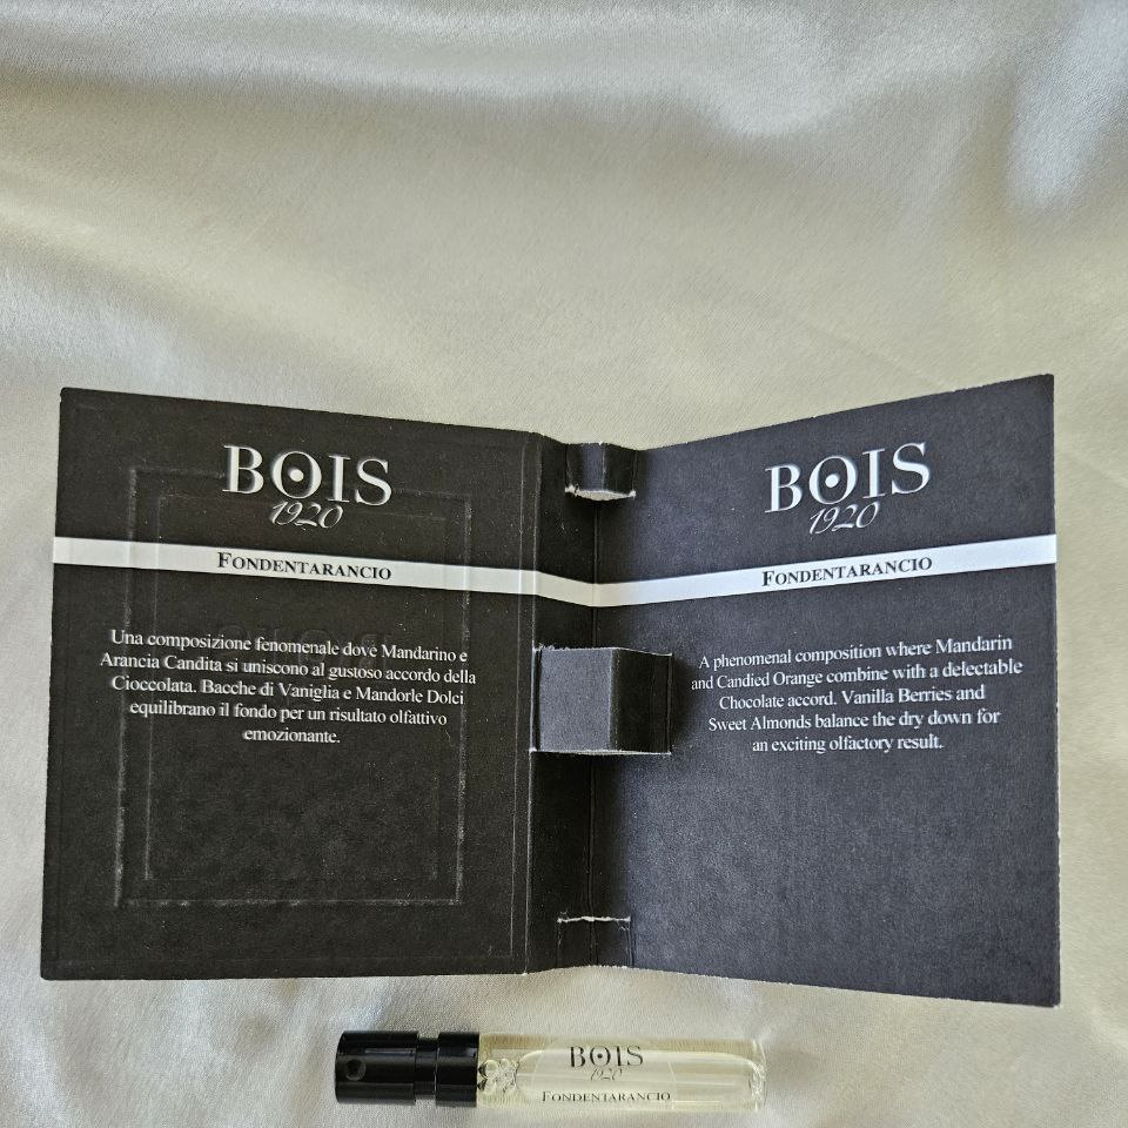 BOIS
1920
FONDENTARANCIO
Una composizione fenomenale dove Mandarino e
Arancia Candita si uniscono al gustoso accordo della
Cioccolata. Bacche di Vaniglia e Mandorle Dolci
equilibrano il fondo per un risultato olfattivo
emozionante.
BOIS
1920
FONDENTARANCIO
A phenomenal composition where Mandarin
and Candied Orange combine with a delectable
Chocolate accord. Vanilla Berries and
Sweet Almonds balance the dry down for
an exciting olfactory result.
BOIS
1920
FONDENTARANCIO